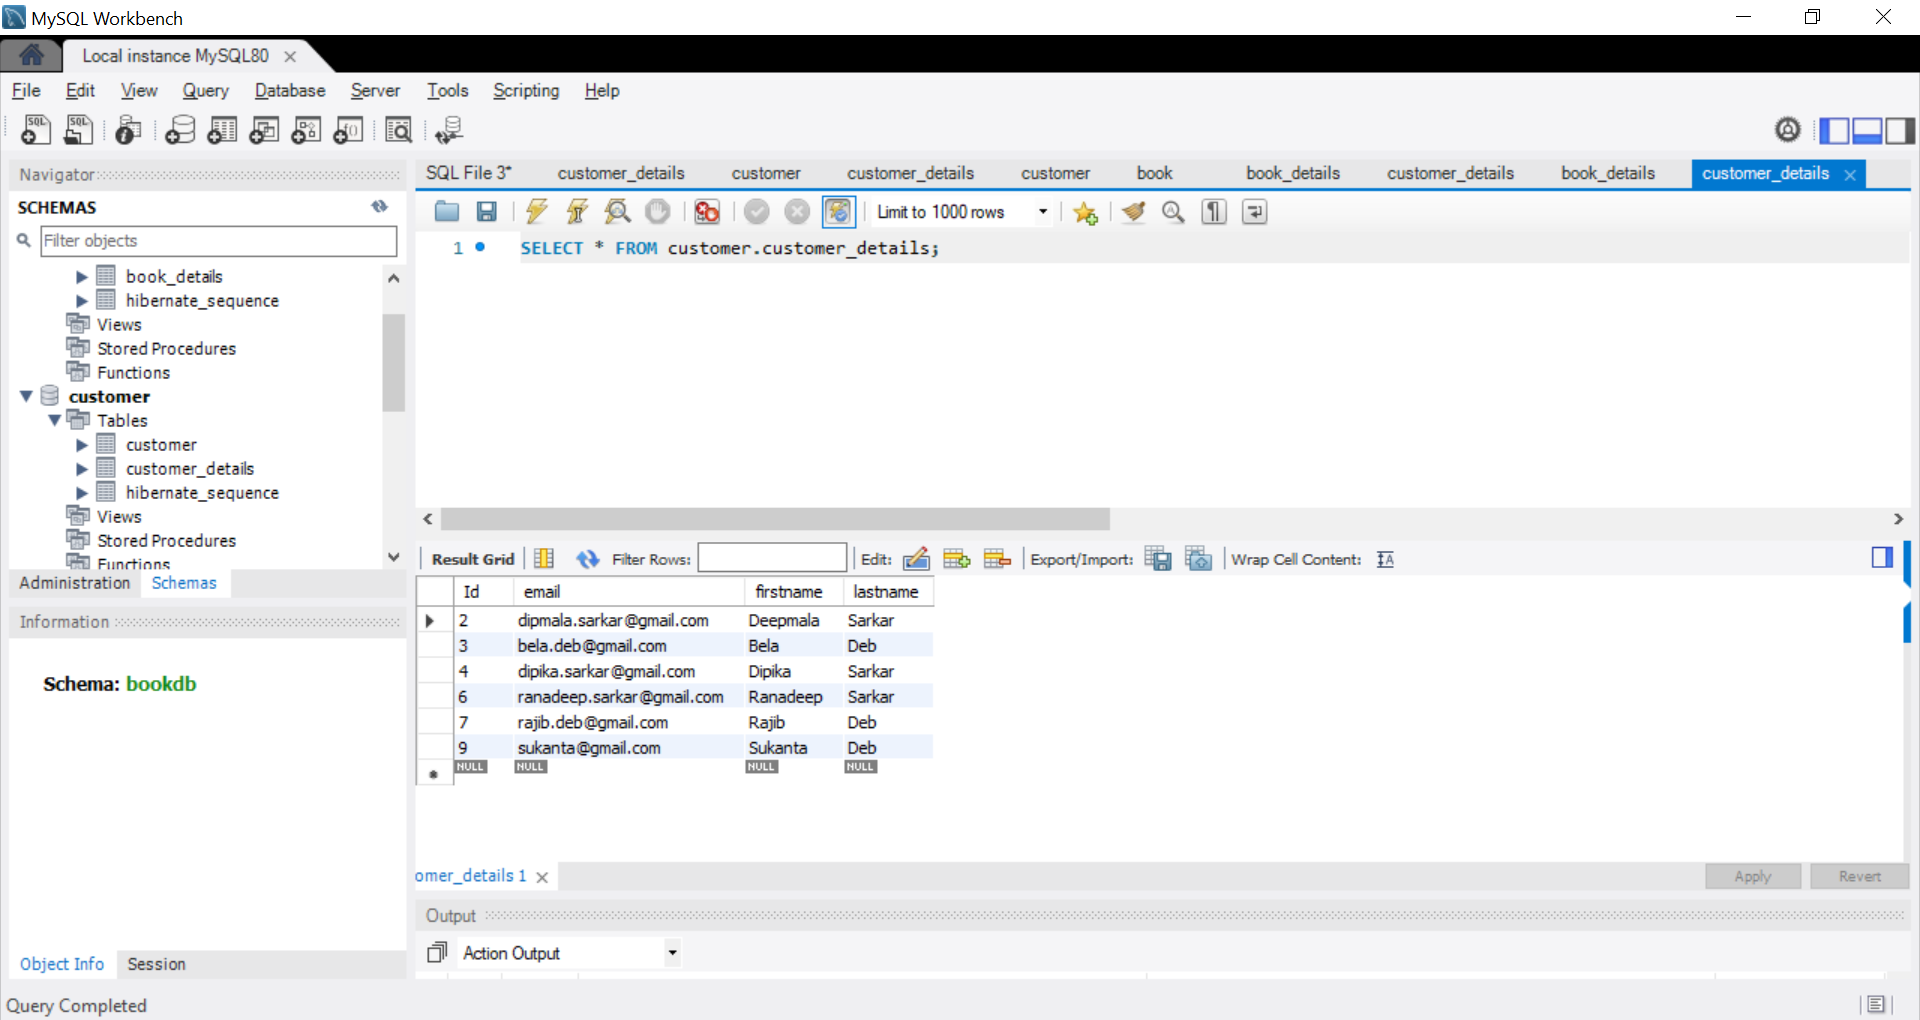 MySQL Workbench
Local instance MySQL80
File Edit View Query Database Server Tools Scripting Help
Navigator
SCHEMAS
Filter objects
book_details
hibernate_sequence
Views
Stored Procedures
Functions
customer
Tables
customer
customer_details
hibernate_sequence
Views
Stored Procedures
Functions
Administration Schemas
Information
Schema: bookdb
Object Info Session
SQL File 3* customer_details customer customer_details customer book book_details customer_details book_details customer_details
Limit to 1000 rows
1 SELECT * FROM customer.customer_details;
Result Grid Filter Rows: Edit: Export/Import: Wrap Cell Content:
Id email firstname lastname
2 dipmala.sarkar@gmail.com Deepmala Sarkar
3 bela.deb@gmail.com Bela Deb
4 dipika.sarkar@gmail.com Dipika Sarkar
6 ranadeep.sarkar@gmail.com Ranadeep Sarkar
7 rajib.deb@gmail.com Rajib Deb
9 sukanta@gmail.com Sukanta Deb
NULL NULL NULL NULL
omer_details 1
Apply Revert
Output
Action Output
Query Completed